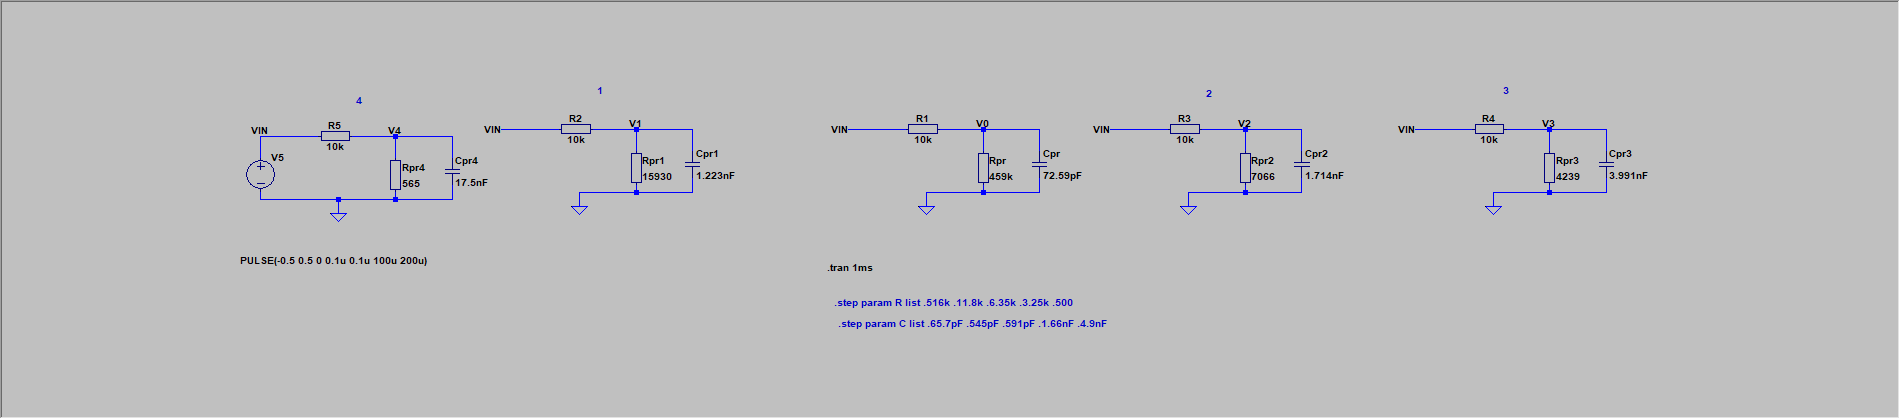 4
VIN
R5
10k
V4
V5
Rpr4
565
Cpr4
17.5nF
1
VIN
R2
10k
V1
Rpr1
15930
Cpr1
1.223nF
VIN
R1
10k
V0
Rpr
459k
Cpr
72.59pF
2
VIN
R3
10k
V2
Rpr2
7066
Cpr2
1.714nF
3
VIN
R4
10k
V3
Rpr3
4239
Cpr3
3.991nF
PULSE(-0.5 0.5 0 0.1u 0.1u 100u 200u)
.tran 1ms
.step param R list .516k .11.8k .6.35k .3.25k .500
.step param C list .65.7pF .545pF .591pF .1.66nF .4.9nF